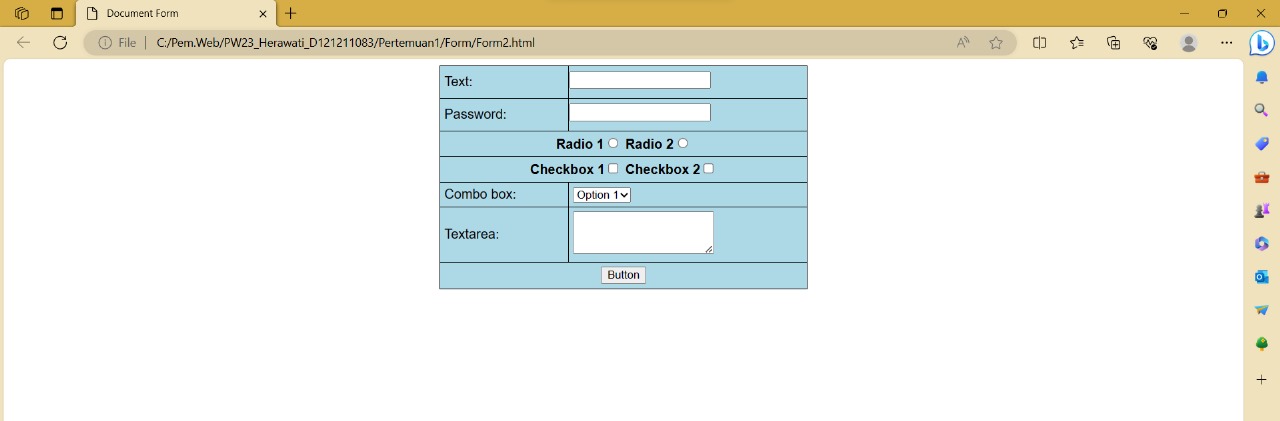 Document Form
File C:/Pem.Web/PW23_Herawati_D121211083/Pertemuan1/Form/Form2.html
Text:
Password:
Radio 1 Radio 2
Checkbox 1 Checkbox 2
Combo box: Option 1
Textarea:
Button